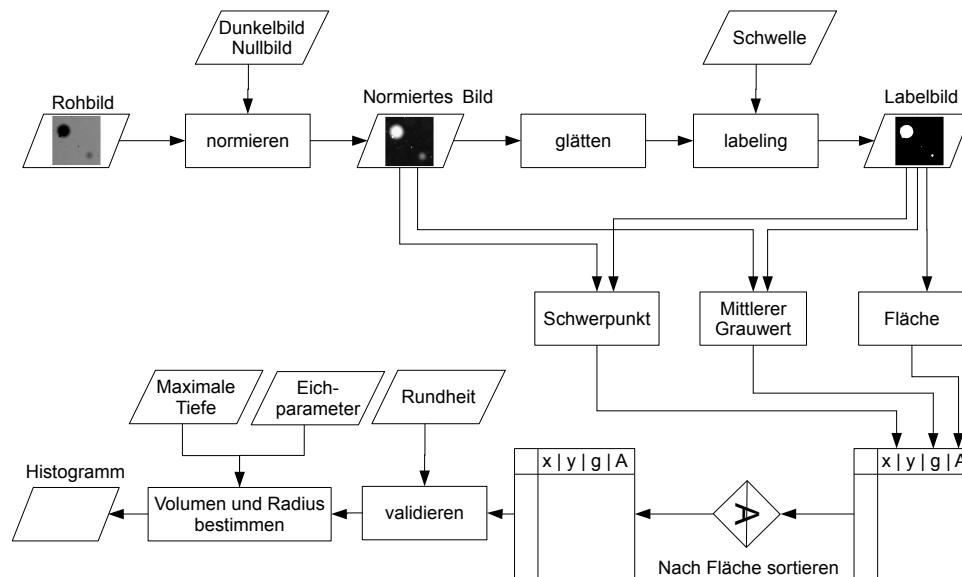 Dunkelbild
Nullbild
Schwelle
Rohbild
Normiertes Bild
Labelbild
normieren
glätten
labeling
Schwerpunkt
Mittlerer
Grauwert
Fläche
Maximale
Tiefe
Eich-
parameter
Rundheit
x | y | g | A
x | y | g | A
Histogramm
Volumen und Radius
bestimmen
validieren
A
Nach Fläche sortieren